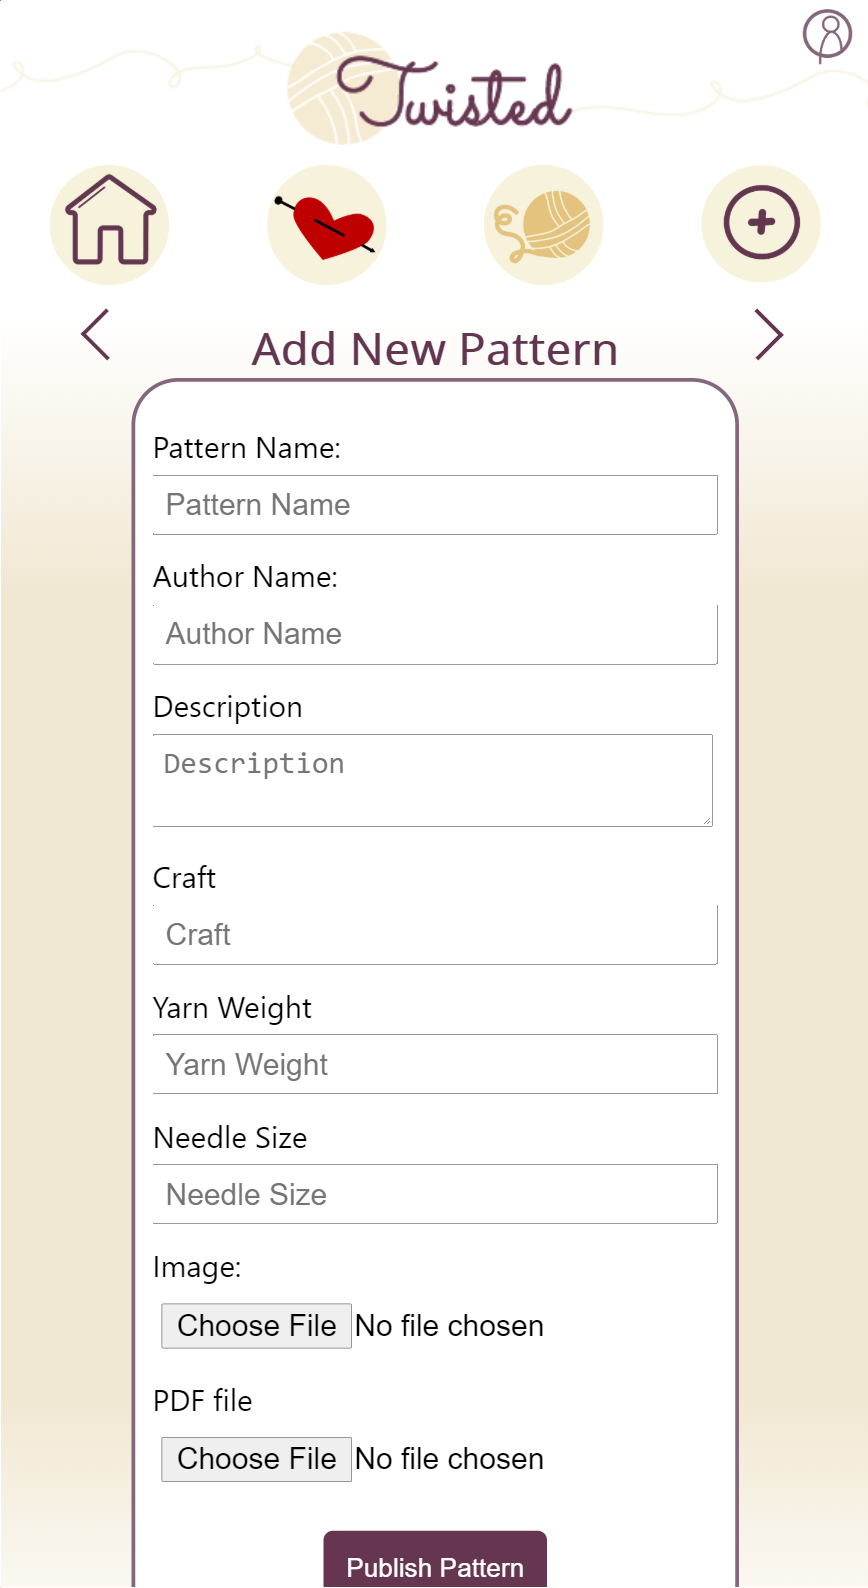 Twisted
Add New Pattern
Pattern Name:
Pattern Name
Author Name:
Author Name
Description
Description
Craft
Craft
Yarn Weight
Yarn Weight
Needle Size
Needle Size
Image:
Choose File No file chosen
PDF file
Choose File No file chosen
Publish Pattern